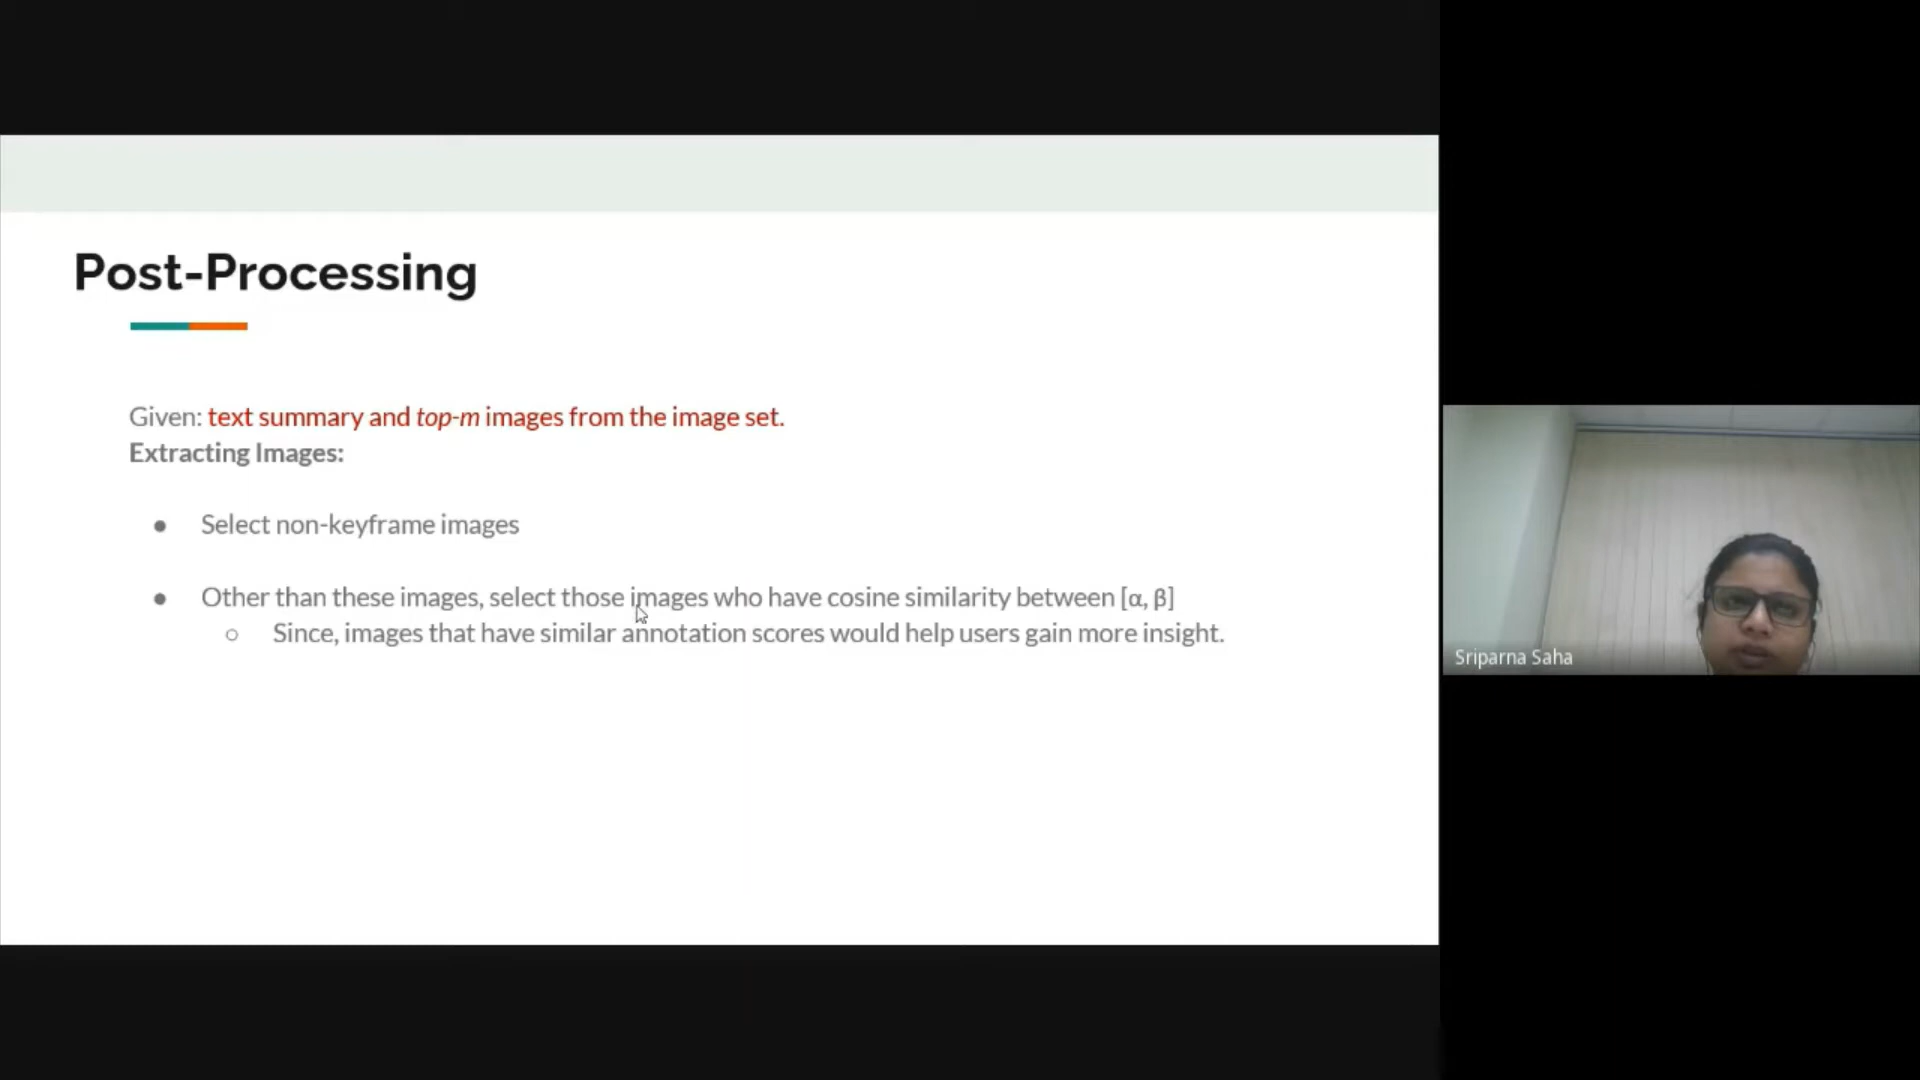 Post-Processing
Given: text summary and top-m images from the image set.
Extracting Images:
● Select non-keyframe images
● Other than these images, select those images who have cosine similarity between [α, β]
○ Since, images that have similar annotation scores would help users gain more insight.
Sriparna Saha